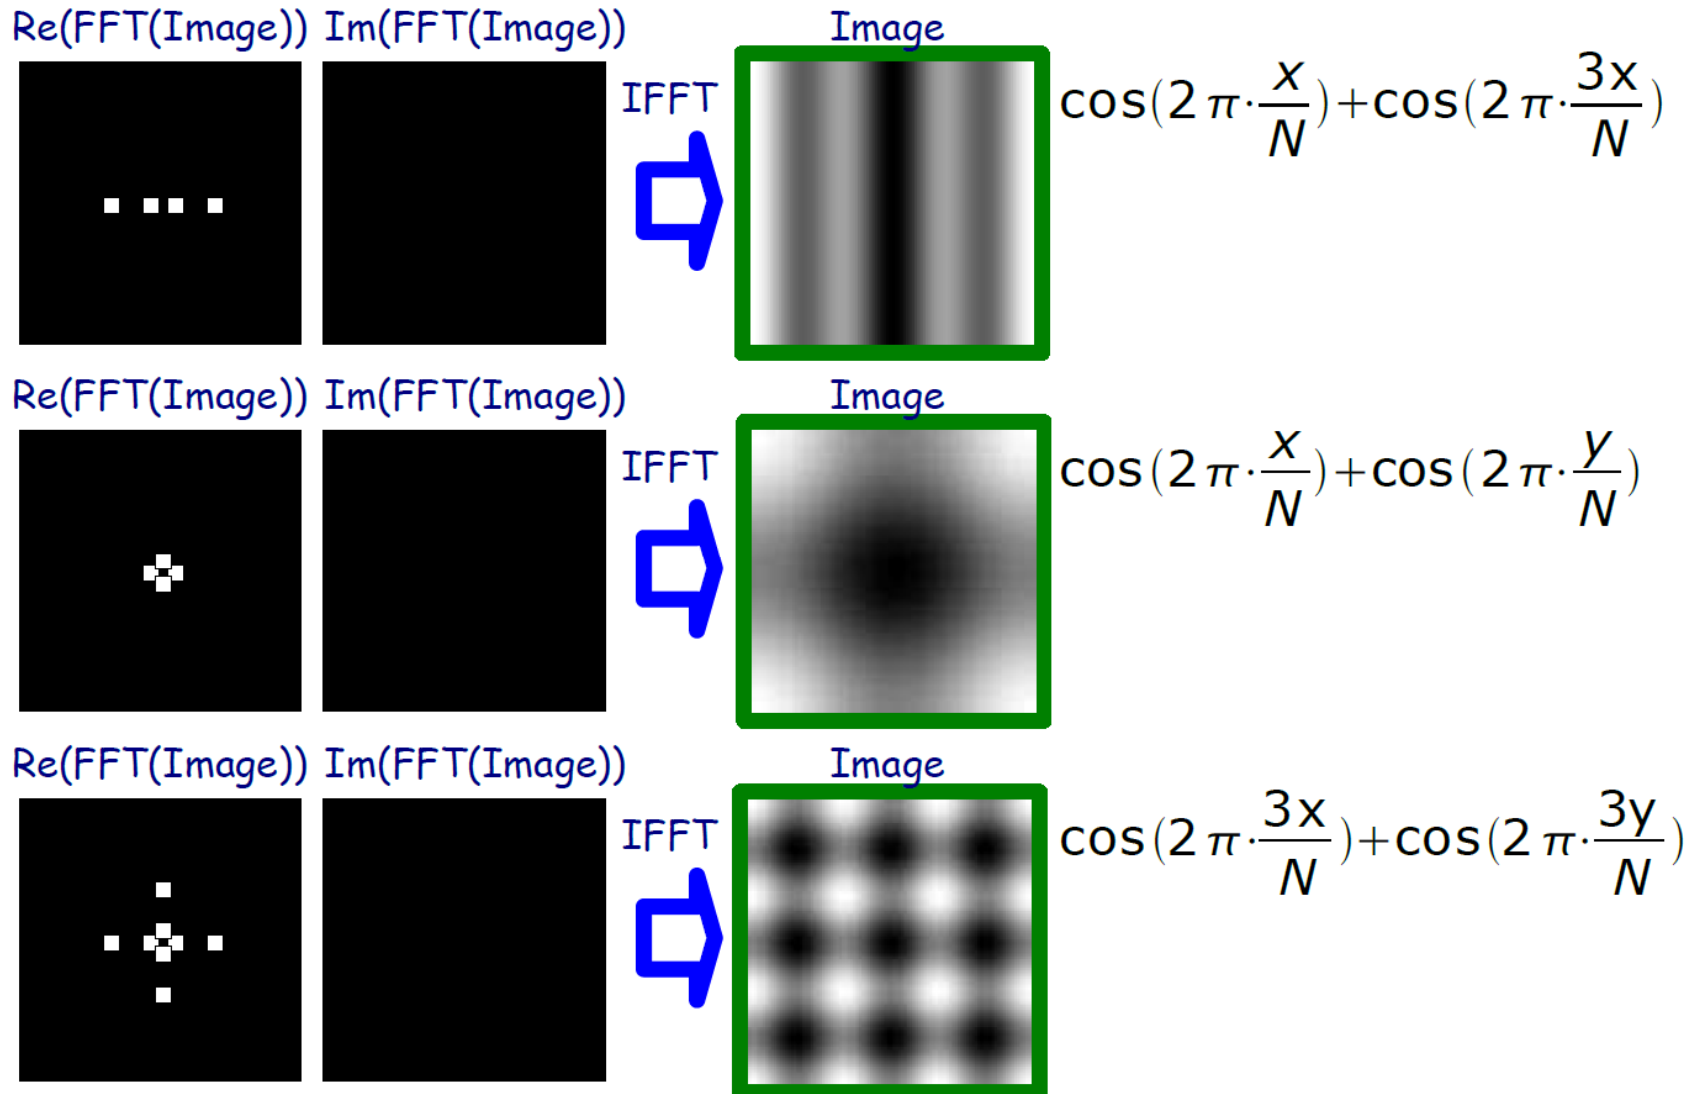 Re(FFT(Image)) Im(FFT(Image)) Image
IFFT
cos(2π·x/N)+cos(2π·3x/N)
Re(FFT(Image)) Im(FFT(Image)) Image
IFFT
cos(2π·x/N)+cos(2π·y/N)
Re(FFT(Image)) Im(FFT(Image)) Image
IFFT
cos(2π·3x/N)+cos(2π·3y/N)